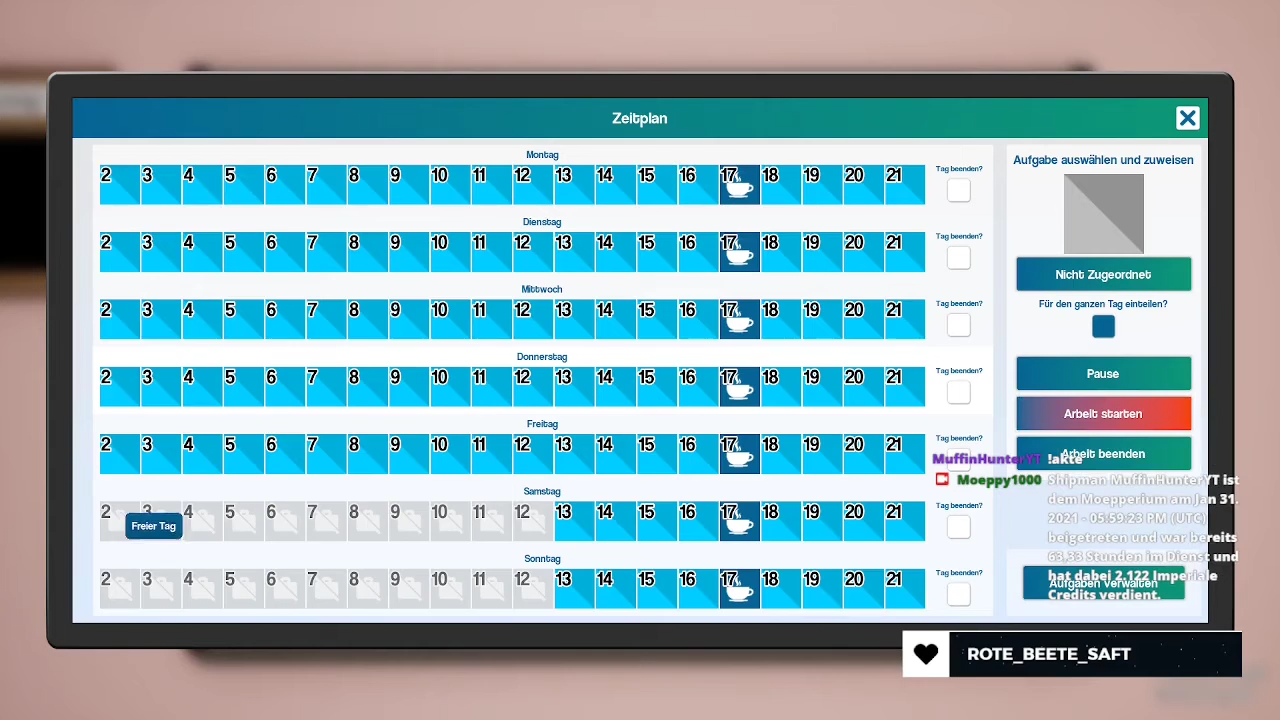 Zeitplan
Montag
2 3 4 5 6 7 8 9 10 11 12 13 14 15 16 17 18 19 20 21
Tag beenden?
Dienstag
2 3 4 5 6 7 8 9 10 11 12 13 14 15 16 17 18 19 20 21
Tag beenden?
Mittwoch
2 3 4 5 6 7 8 9 10 11 12 13 14 15 16 17 18 19 20 21
Tag beenden?
Donnerstag
2 3 4 5 6 7 8 9 10 11 12 13 14 15 16 17 18 19 20 21
Tag beenden?
Freitag
2 3 4 5 6 7 8 9 10 11 12 13 14 15 16 17 18 19 20 21
Tag beenden?
Samstag
2 3 4 5 6 7 8 9 10 11 12 13 14 15 16 17 18 19 20 21
Freier Tag
Tag beenden?
Sonntag
2 3 4 5 6 7 8 9 10 11 12 13 14 15 16 17 18 19 20 21
Tag beenden?
Aufgabe auswählen und zuweisen
Nicht Zugeordnet
Für den ganzen Tag einteilen?
Pause
Arbeit starten
Arbeit beenden
Aufgaben verwalten
MuffinHunterYT !akte
Moeppy1000 Shipman MuffinHunterYT ist
dem Moepperium am Jan 31.
2021 - 05:59:23 PM (UTC)
beigetreten und war bereits
63,33 Stunden im Dienst und
hat dabei 2.122 Imperiale
Credits verdient.
ROTE_BEETE_SAFT